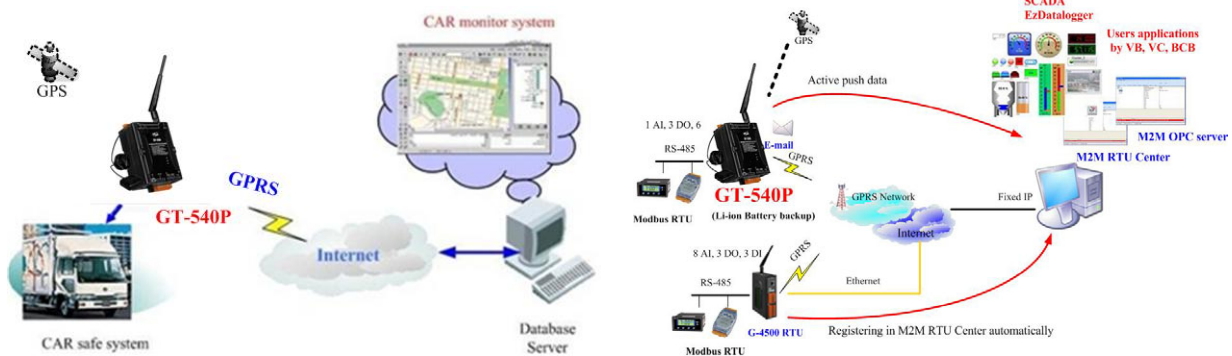 CAR monitor system
GPS
GPRS
GT-540P
Internet
CAR safe system
Database
Server
SCADA
EzDatalogger
Users applications
by VB, VC, BCB
GPS
Active push data
1 AI, 3 DO, 6
E-mail
RS-485
GPRS
M2M OPC server
M2M RTU Center
GT-540P
(Li-ion Battery backup)
Modbus RTU
GPRS Network
Fixed IP
Internet
8 AI, 3 DO, 3 DI
GPRS
RS-485
Ethernet
G-4500 RTU
Registering in M2M RTU Center automatically
Modbus RTU